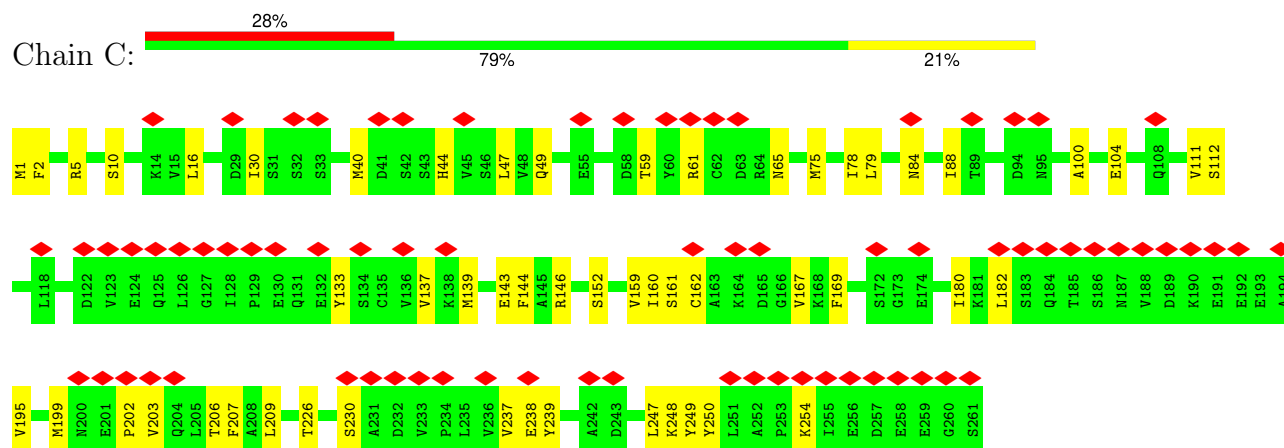 28%
Chain C:
79% 21%
M1 F2 R5 S10 K14 V15 L16 D29 I30 S31 S32 S33 M40 D41 S42 S43 H44 V45 S46 L47 V48 Q49 E55 D58 T59 Y60 R61 C62 D63 R64 N65 M75 I78 L79 N84 I88 T89 D94 N95 A100 E104 Q108 V111 S112
L118 D122 V123 E124 Q125 L126 G127 I128 P129 E130 Q131 E132 Y133 S134 C135 V136 V137 K138 M139 E143 F144 A145 R146 S152 V159 I160 S161 C162 A163 K164 D165 G166 V167 K168 F169 S172 G173 E174 I180 K181 L182 S183 Q184 T185 S186 N187 V188 D189 K190 E191 E192 E193 A194
V195 M199 N200 E201 P202 V203 Q204 L205 T206 F207 A208 L209 T226 S230 A231 D232 V233 P234 L235 V236 V237 E238 Y239 A242 D243 L247 K248 Y249 Y250 L251 A252 P253 K254 I255 E256 D257 E258 E259 G260 S261